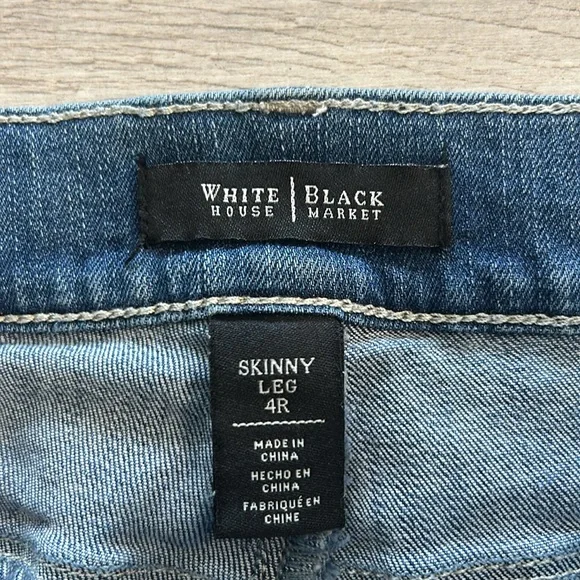 WHITE | BLACK
HOUSE | MARKET
SKINNY
LEG
4R
MADE IN
CHINA
HECHO EN
CHINA
FABRIQUÉ EN
CHINE